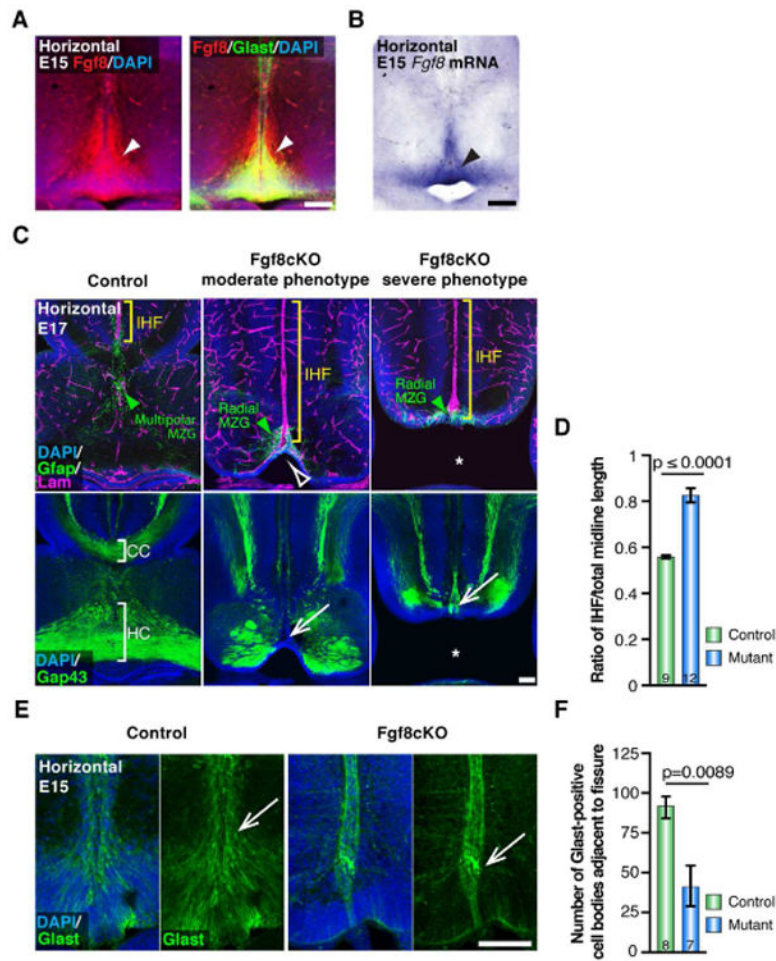 A
Horizontal
E15 Fgf8/DAPI
Fgf8/Glast/DAPI
B
Horizontal
E15 Fgf8 mRNA
C
Control
Fgf8cKO
moderate phenotype
Fgf8cKO
severe phenotype
Horizontal
E17
IHF
Multipolar
MZG
DAPI/
Gfap/
Lam
IHF
Radial
MZG
IHF
Radial
MZG
*
CC
HC
DAPI/
Gap43
*
D
p ≤ 0.0001
Ratio of IHF/total midline length
1
0.8
0.6
0.4
0.2
0
9
12
Control
Mutant
E
Control
Fgf8cKO
Horizontal
E15
DAPI/
Glast
Glast
F
p=0.0089
Number of Glast-positive
cell bodies adjacent to fissure
125
100
75
50
25
0
8
7
Control
Mutant